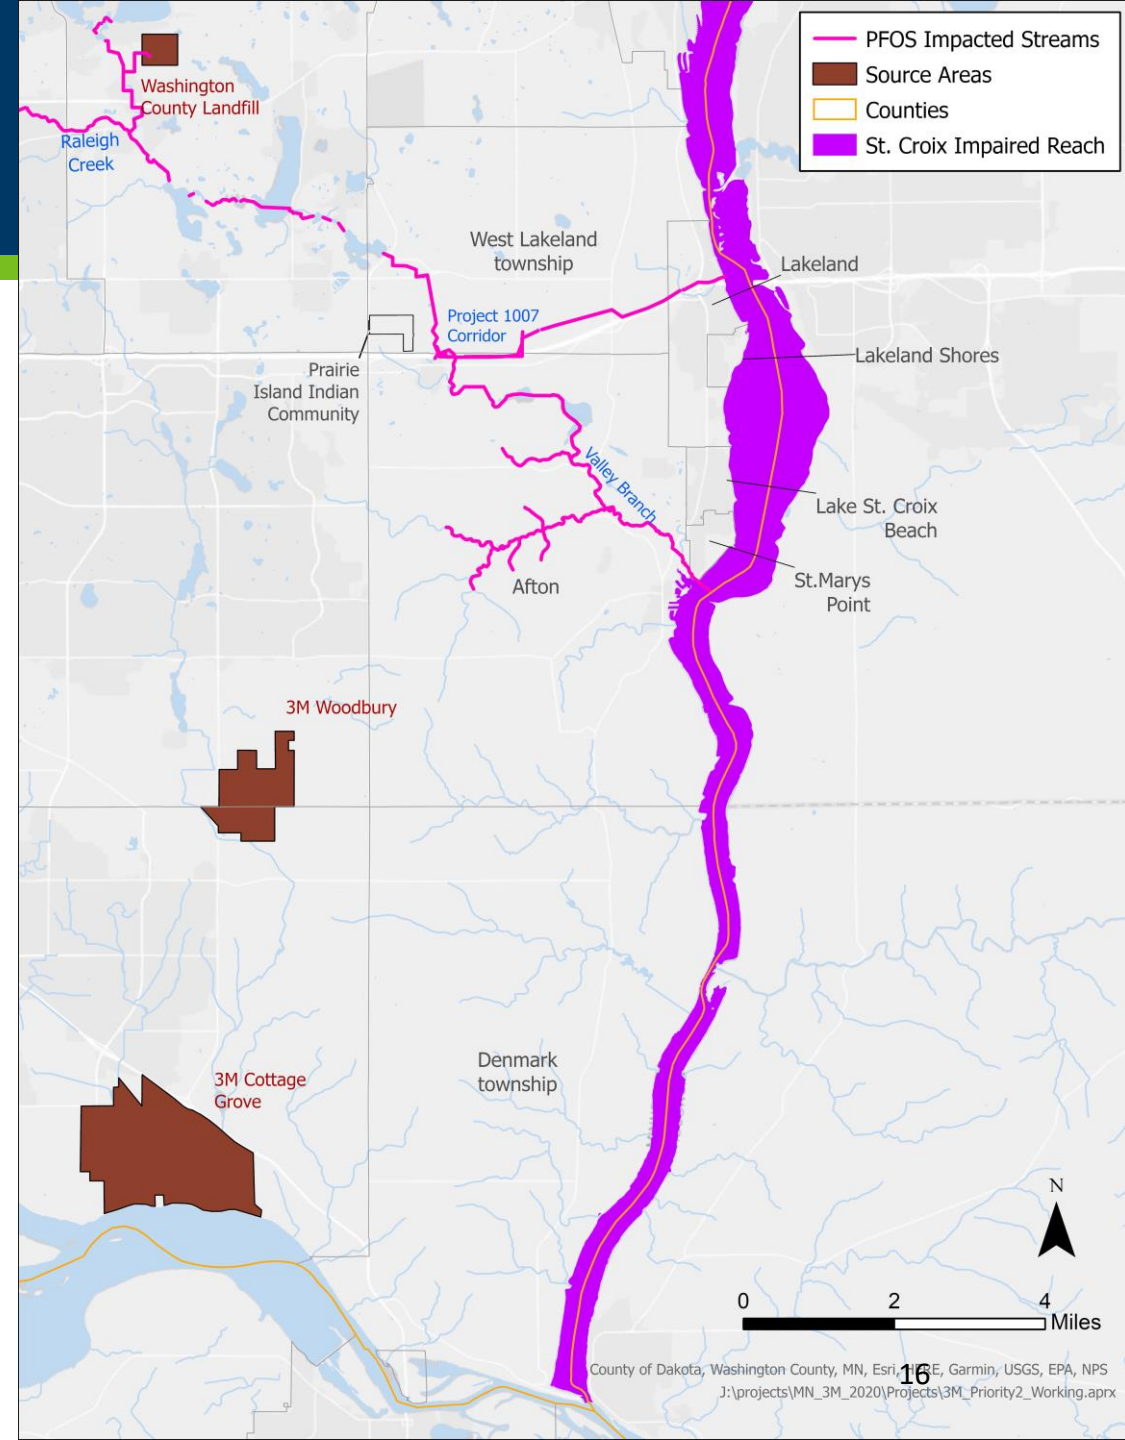 PFOS Impacted Streams
Source Areas
Counties
St. Croix Impaired Reach
Washington
County Landfill
Raleigh
Creek
West Lakeland
township
Lakeland
Project 1007
Corridor
Lakeland Shores
Prairie
Island Indian
Community
Valley Branch
Lake St. Croix
Beach
St.Marys
Point
Afton
3M Woodbury
Denmark
township
3M Cottage
Grove
N
0 2 4
Miles
County of Dakota, Washington County, MN, Esri, HERE, Garmin, USGS, EPA, NPS
16
J:\projects\MN_3M_2020\Projects\3M_Priority2_Working.aprx